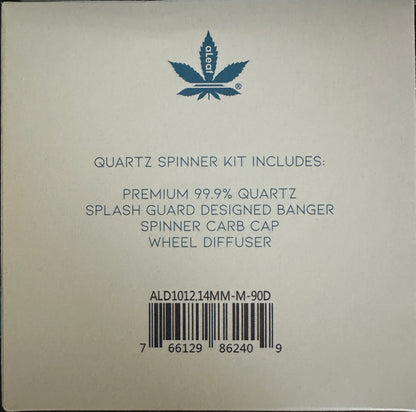 aLeaf
®
QUARTZ SPINNER KIT INCLUDES:
PREMIUM 99.9% QUARTZ
SPLASH GUARD DESIGNED BANGER
SPINNER CARB CAP
WHEEL DIFFUSER
ALD1012.14MM-M-90D
7 66129 86240 9